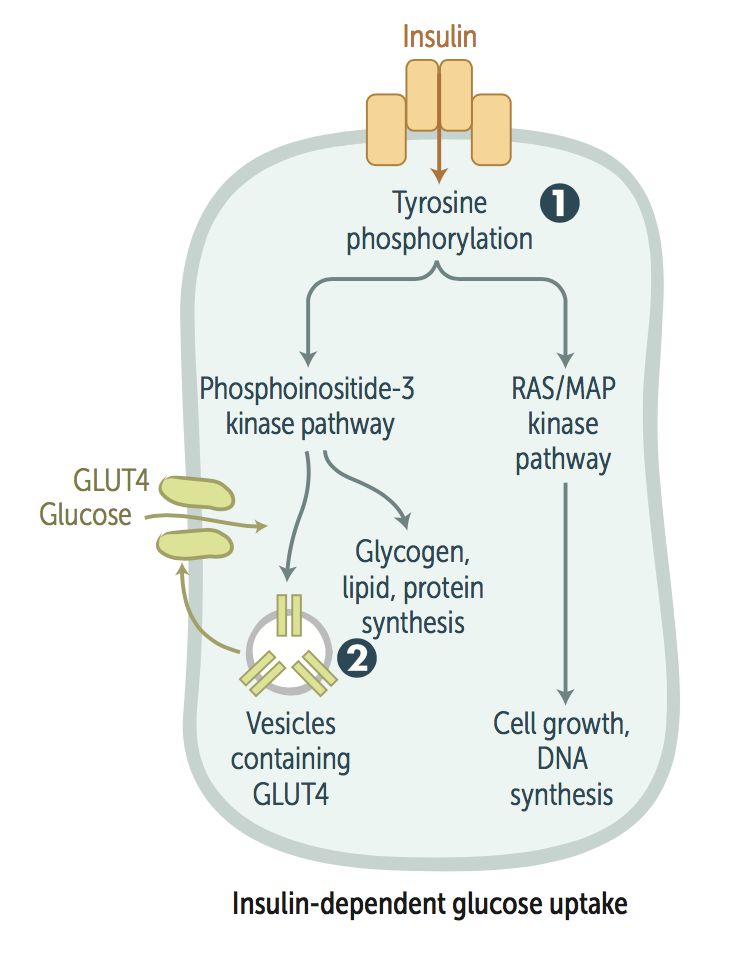 Insulin
Tyrosine
phosphorylation
1
Phosphoinositide-3
kinase pathway
RAS/MAP
kinase
pathway
GLUT4
Glucose
Glycogen,
lipid, protein
synthesis
2
Vesicles
containing
GLUT4
Cell growth,
DNA
synthesis
Insulin-dependent glucose uptake